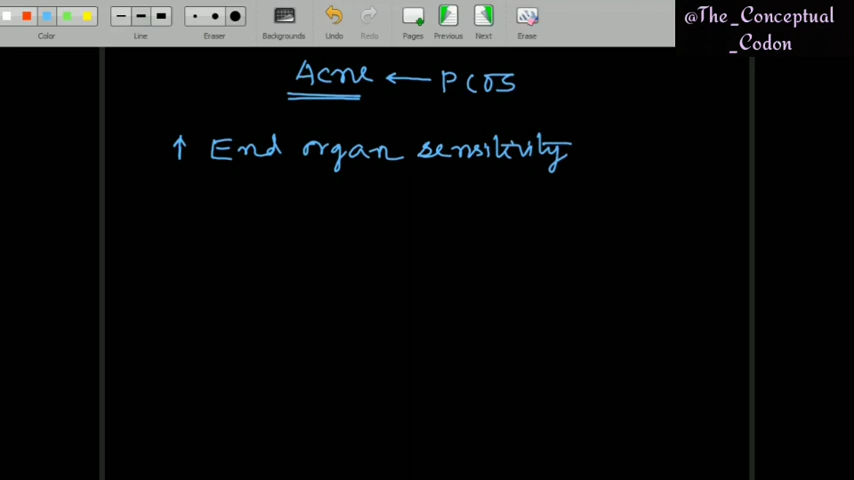 Color
Line
Eraser
Backgrounds
Undo
Redo
Pages
Previous
Next
Erase
@The_Conceptual
_Codon
Acne ← PCOS
↑ End organ sensitivity